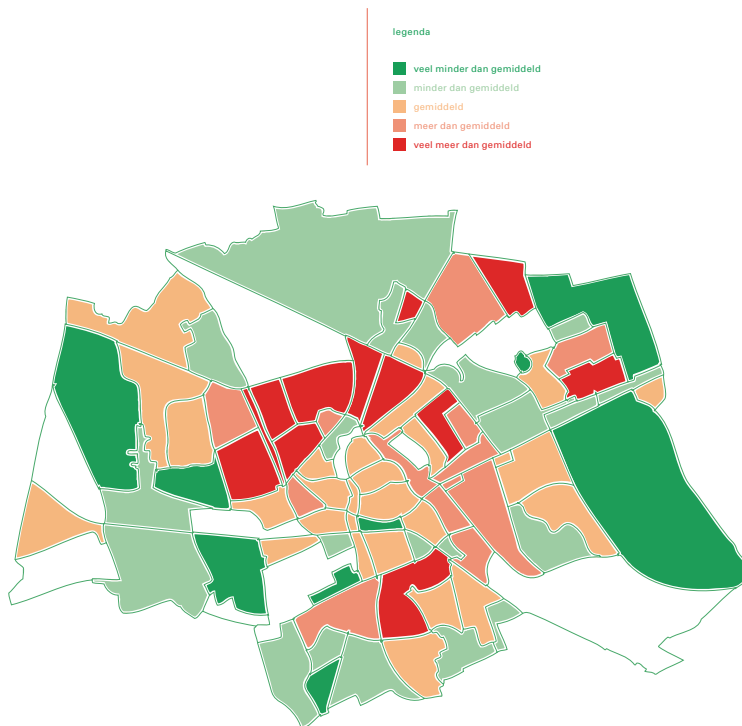 legenda
veel minder dan gemiddeld
minder dan gemiddeld
gemiddeld
meer dan gemiddeld
veel meer dan gemiddeld